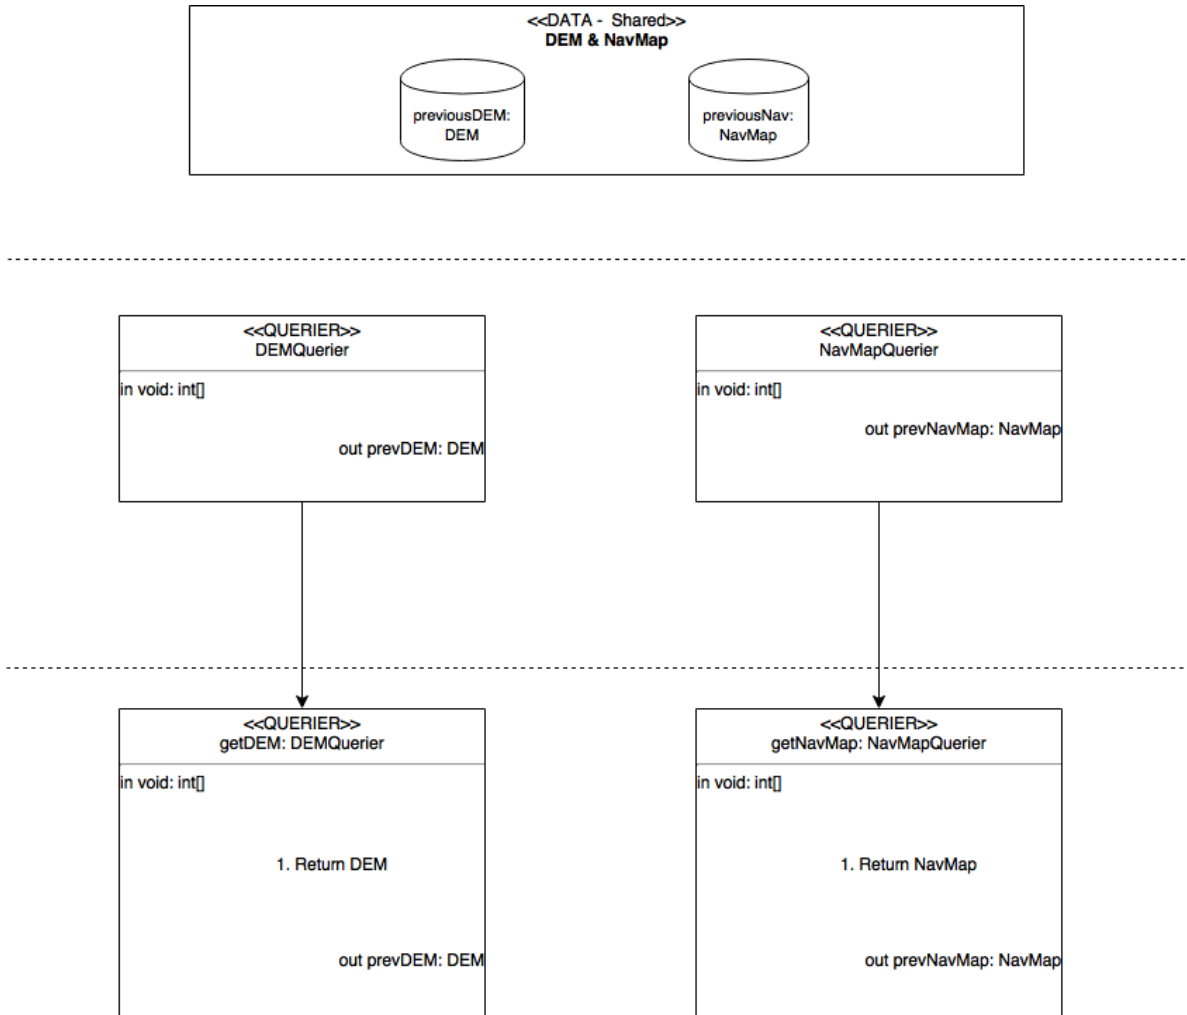 <<DATA - Shared>>
DEM & NavMap
previousDEM:
DEM
previousNav:
NavMap
<<QUERIER>>
DEMQuerier
in void: int[]
out prevDEM: DEM
<<QUERIER>>
NavMapQuerier
in void: int[]
out prevNavMap: NavMap
<<QUERIER>>
getDEM: DEMQuerier
in void: int[]
1. Return DEM
out prevDEM: DEM
<<QUERIER>>
getNavMap: NavMapQuerier
in void: int[]
1. Return NavMap
out prevNavMap: NavMap